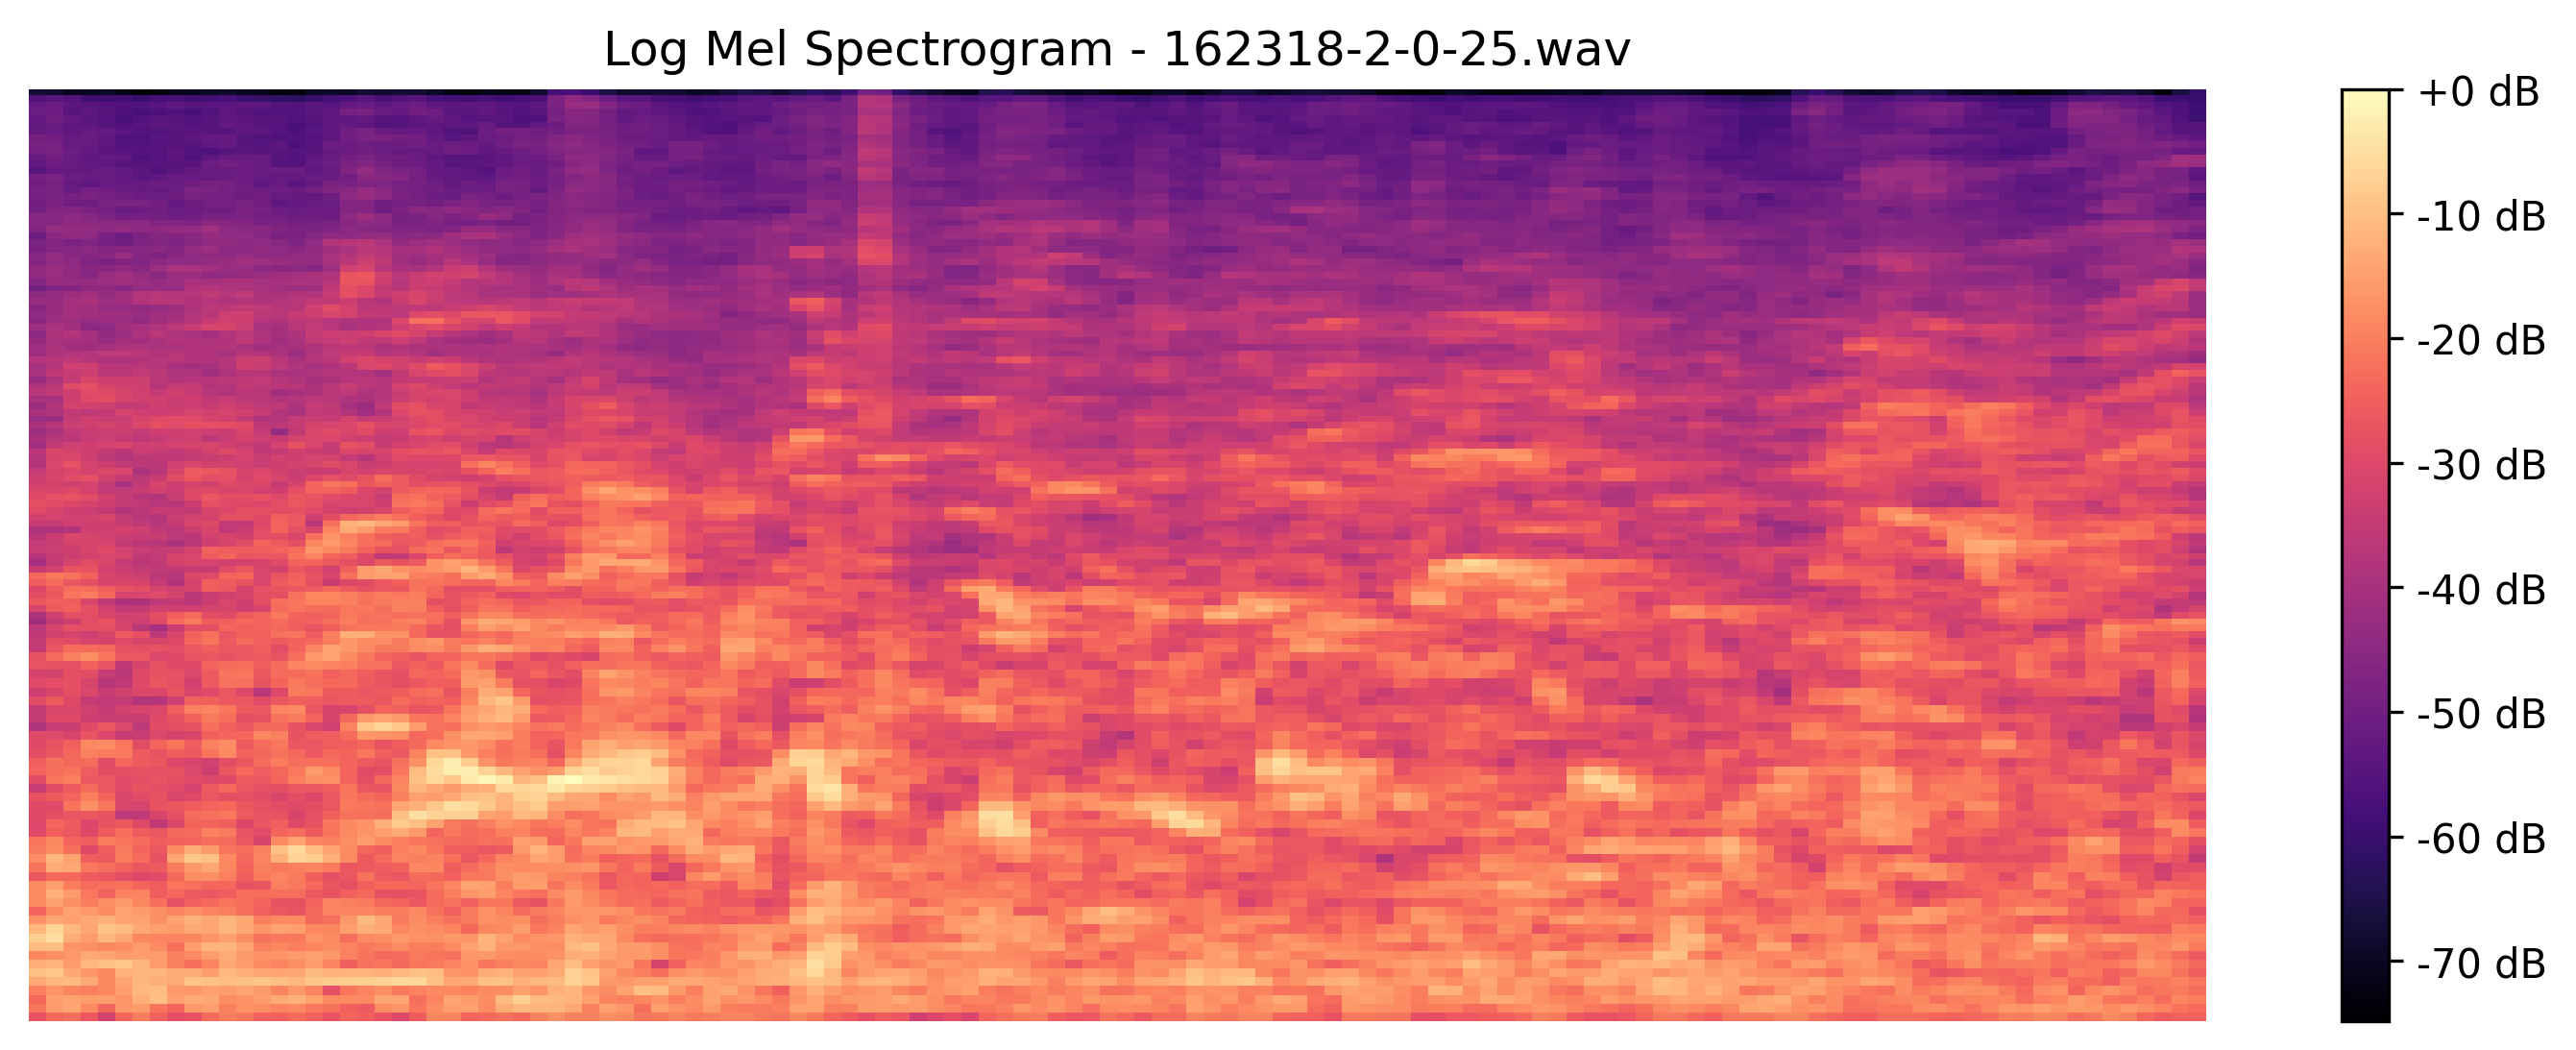 Log Mel Spectrogram - 162318-2-0-25.wav
+0 dB
-10 dB
-20 dB
-30 dB
-40 dB
-50 dB
-60 dB
-70 dB